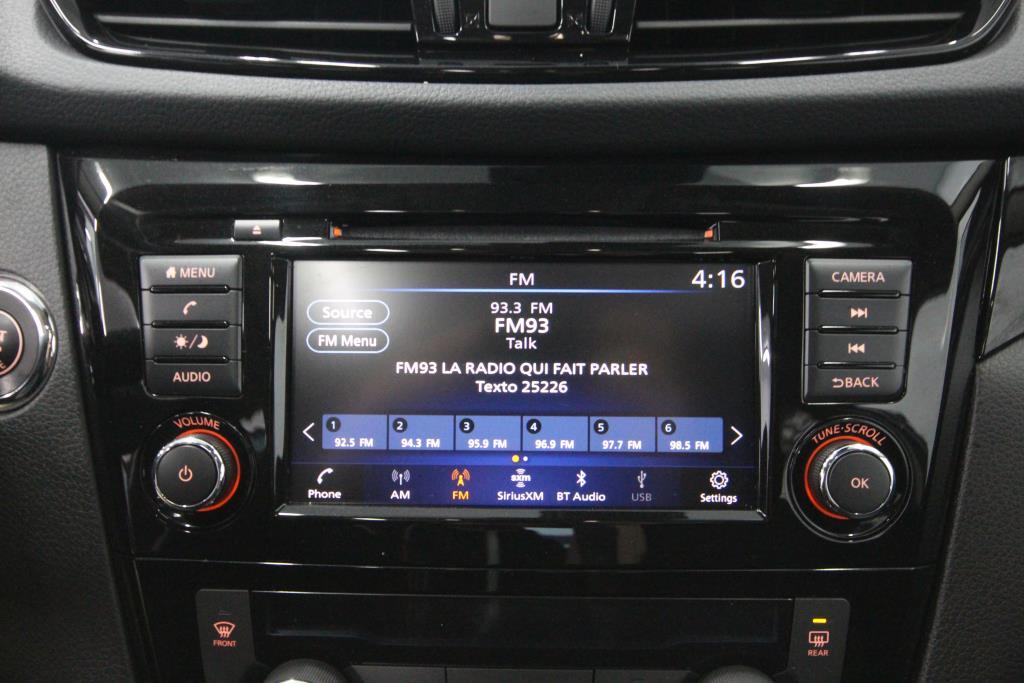 MENU
AUDIO
VOLUME
FM
4:16
Source
FM Menu
93.3 FM
FM93
Talk
FM93 LA RADIO QUI FAIT PARLER
Texto 25226
1 2 3 4 5 6
92.5 FM 94.3 FM 95.9 FM 96.9 FM 97.7 FM 98.5 FM
Phone AM FM SiriusXM BT Audio USB Settings
sxm
CAMERA
BACK
TUNE•SCROLL
OK
FRONT
REAR